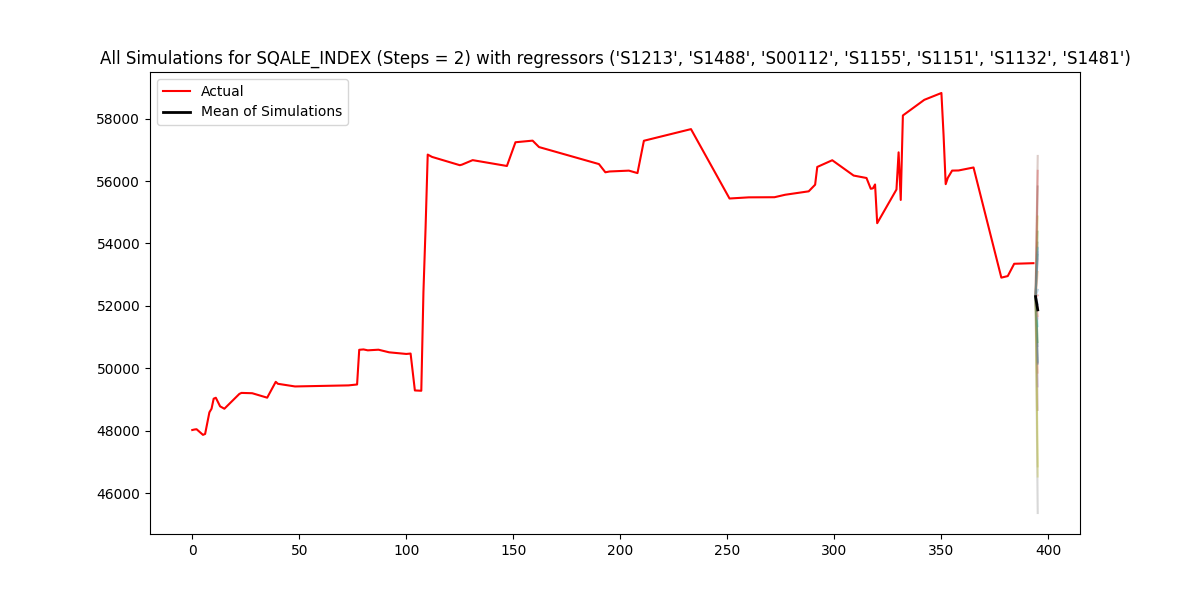 All Simulations for SQALE_INDEX (Steps = 2) with regressors ('S1213', 'S1488', 'S00112', 'S1155', 'S1151', 'S1132', 'S1481')
Actual
Mean of Simulations
58000
56000
54000
52000
50000
48000
46000
0 50 100 150 200 250 300 350 400